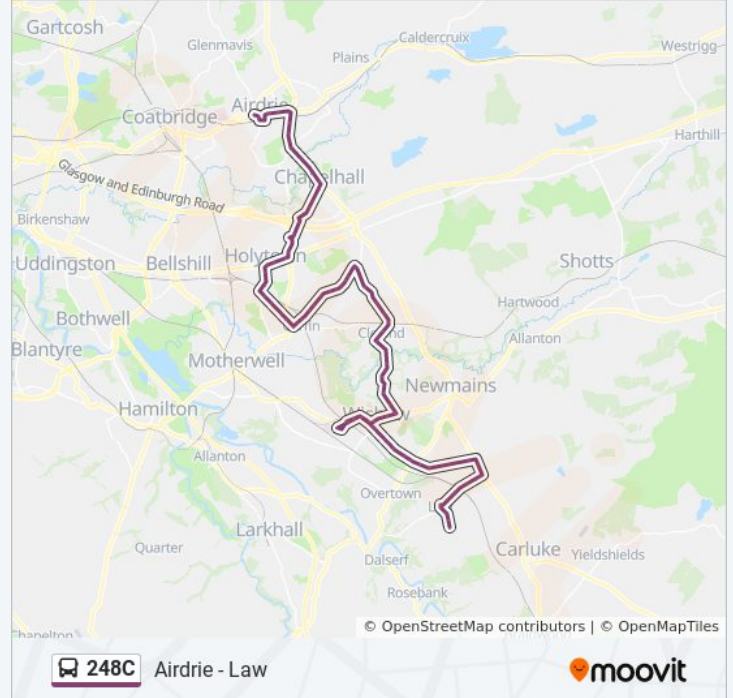 Gartcosh
Caldercruix
Glenmavis
Plains
Westrigg
Airdrie
Coatbridge
Harthill
Glasgow and Edinburgh Road
Birkenshaw
Holytown
Uddingston
Bellshill
Shotts
Hartwood
Bothwell
Allanton
Blantyre
Motherwell
Newmains
Hamilton
Allanton
Overtown
Larkhall
Quarter
Carluke
Yieldshields
Dalserf
Rosebank
© OpenStreetMap contributors | © OpenMapTiles
248C
Airdrie - Law
moovit